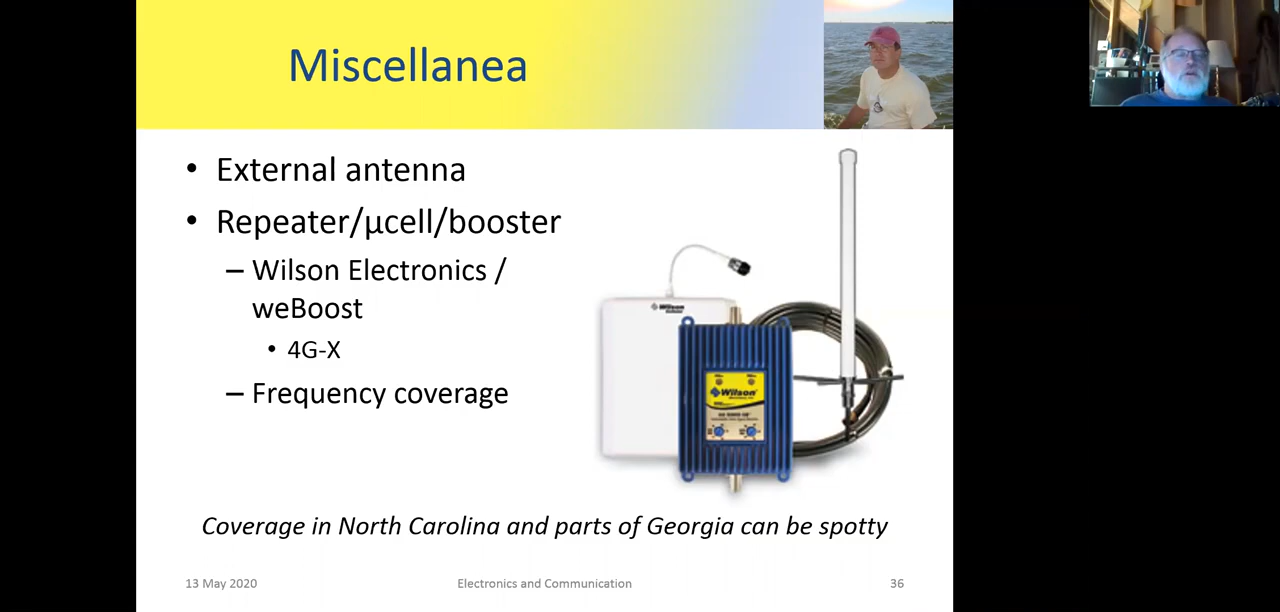 Miscellanea
• External antenna
• Repeater/µcell/booster
– Wilson Electronics /
weBoost
• 4G-X
– Frequency coverage
Wilson
Wilson
Coverage in North Carolina and parts of Georgia can be spotty
13 May 2020
Electronics and Communication
36